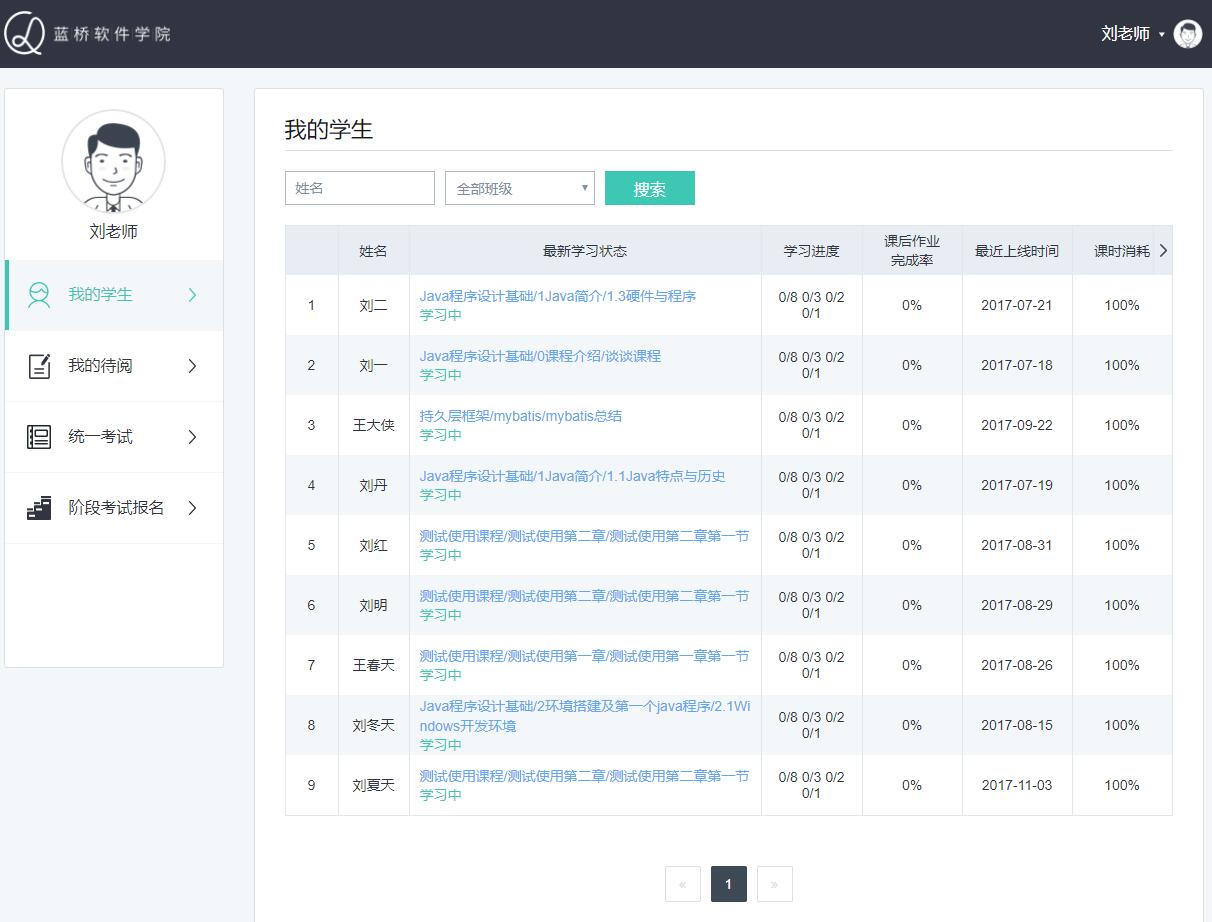 蓝桥软件学院
刘老师
刘老师
我的学生
我的待阅
统一考试
阶段考试报名
我的学生
姓名
全部班级
搜索
姓名 最新学习状态 学习进度 课后作业 最近上线时间 课时消耗
完成率
1 刘二 Java程序设计基础/1Java简介/1.3硬件与程序 0/8 0/3 0/2 0% 2017-07-21 100%
学习中 0/1
2 刘一 Java程序设计基础/0课程介绍/谈谈课程 0/8 0/3 0/2 0% 2017-07-18 100%
学习中 0/1
3 王大侠 持久层框架/mybatis/mybatis总结 0/8 0/3 0/2 0% 2017-09-22 100%
学习中 0/1
4 刘丹 Java程序设计基础/1Java简介/1.1Java特点与历史 0/8 0/3 0/2 0% 2017-07-19 100%
学习中 0/1
5 刘红 测试使用课程/测试使用第二章/测试使用第二章第一节 0/8 0/3 0/2 0% 2017-08-31 100%
学习中 0/1
6 刘明 测试使用课程/测试使用第二章/测试使用第二章第一节 0/8 0/3 0/2 0% 2017-08-29 100%
学习中 0/1
7 王春天 测试使用课程/测试使用第一章/测试使用第一章第一节 0/8 0/3 0/2 0% 2017-08-26 100%
学习中 0/1
8 刘冬天 Java程序设计基础/2环境搭建及第一个java程序/2.1Wi 0/8 0/3 0/2 0% 2017-08-15 100%
ndows开发环境 0/1
学习中
9 刘夏天 测试使用课程/测试使用第二章/测试使用第二章第一节 0/8 0/3 0/2 0% 2017-11-03 100%
学习中 0/1
« 1 »